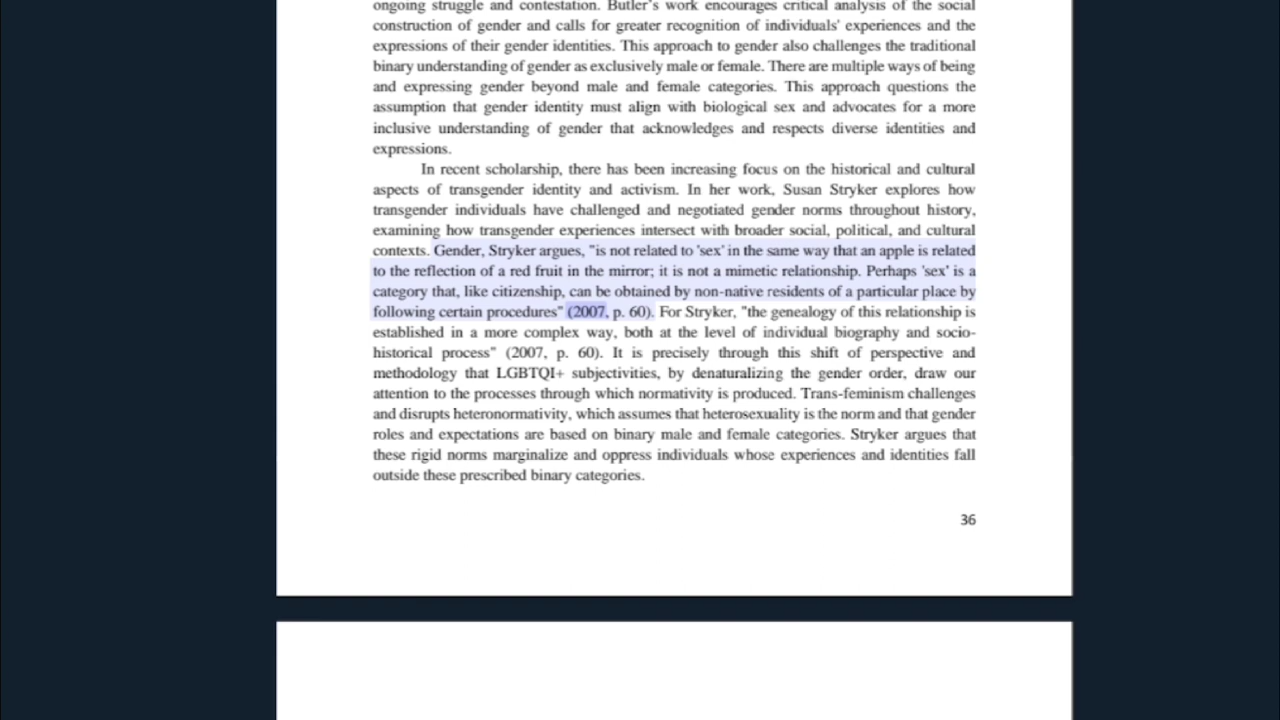 ongoing struggle and contestation. Butler's work encourages critical analysis of the social
construction of gender and calls for greater recognition of individuals' experiences and the
expressions of their gender identities. This approach to gender also challenges the traditional
binary understanding of gender as exclusively male or female. There are multiple ways of being
and expressing gender beyond male and female categories. This approach questions the
assumption that gender identity must align with biological sex and advocates for a more
inclusive understanding of gender that acknowledges and respects diverse identities and
expressions.
In recent scholarship, there has been increasing focus on the historical and cultural
aspects of transgender identity and activism. In her work, Susan Stryker explores how
transgender individuals have challenged and negotiated gender norms throughout history,
examining how transgender experiences intersect with broader social, political, and cultural
contexts. Gender, Stryker argues, "is not related to 'sex' in the same way that an apple is related
to the reflection of a red fruit in the mirror; it is not a mimetic relationship. Perhaps 'sex' is a
category that, like citizenship, can be obtained by non-native residents of a particular place by
following certain procedures" (2007, p. 60). For Stryker, "the genealogy of this relationship is
established in a more complex way, both at the level of individual biography and socio-
historical process" (2007, p. 60). It is precisely through this shift of perspective and
methodology that LGBTQI+ subjectivities, by denaturalizing the gender order, draw our
attention to the processes through which normativity is produced. Trans-feminism challenges
and disrupts heteronormativity, which assumes that heterosexuality is the norm and that gender
roles and expectations are based on binary male and female categories. Stryker argues that
these rigid norms marginalize and oppress individuals whose experiences and identities fall
outside these prescribed binary categories.
36